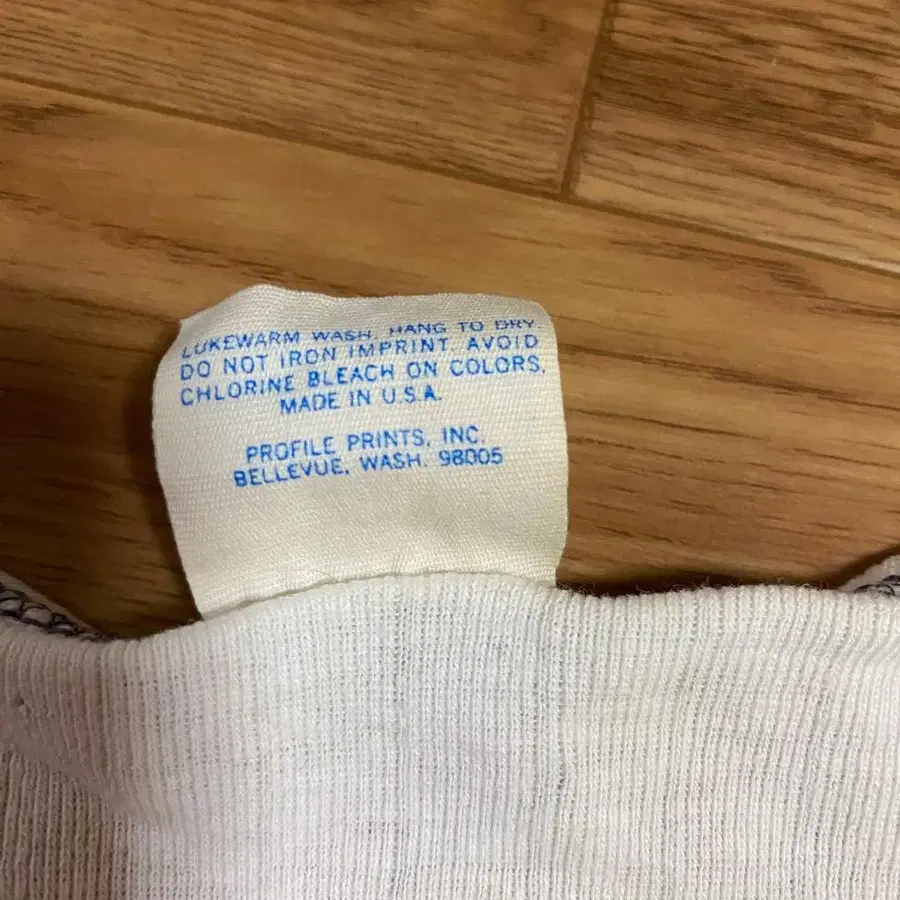 LUKEWARM WASH, HANG TO DRY.
DO NOT IRON IMPRINT AVOID
CHLORINE BLEACH ON COLORS.
MADE IN U.S.A.
PROFILE PRINTS, INC.
BELLEVUE, WASH. 98005